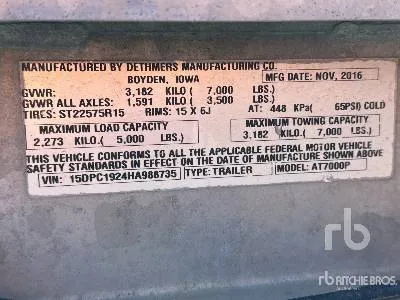 MANUFACTURED BY DETHMERS MANUFACTURING CO.
BOYDEN, IOWA
MFG DATE: NOV, 2016
GVWR: 3,182 KILO ( 7,000 LBS.)
GVWR ALL AXLES: 1,591 KILO ( 3,500 LBS.)
TIRES: ST22575R15 RIMS: 15 X 6J AT: 448 KPa( 65PSI) COLD
MAXIMUM LOAD CAPACITY
2,273 KILO.( 5,000 LBS.)
MAXIMUM TOWING CAPACITY
3,182 KILO.( 7,000 LBS.)
THIS VEHICLE CONFORMS TO ALL THE APPLICABLE FEDERAL MOTOR VEHICLE
SAFETY STANDARDS IN EFFECT ON THE DATE OF MANUFACTURE SHOWN ABOVE
VIN: 15DPC1924HA988735 TYPE: TRAILER MODEL: AT7000P
rb
rb RITCHIE BROS.